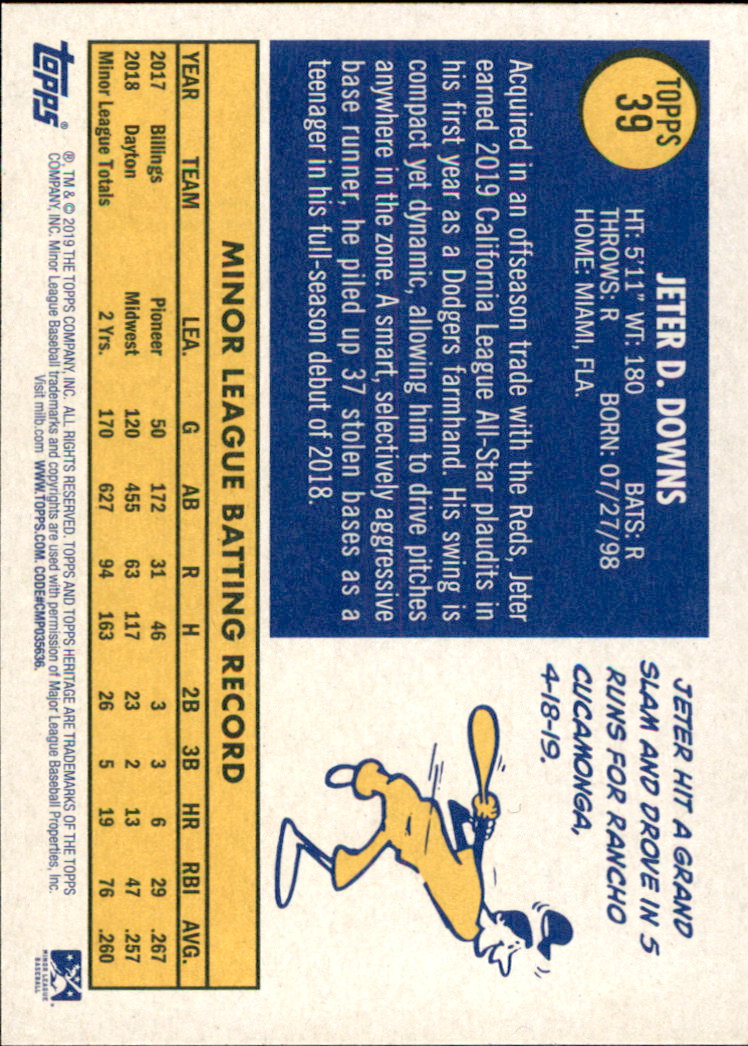 TOPPS
39
JETER D. DOWNS
HT: 5'11" WT: 180 BATS: R
THROWS: R BORN: 07/27/98
HOME: MIAMI, FLA.
Acquired in an offseason trade with the Reds, Jeter
earned 2019 California League All-Star plaudits in
his first year as a Dodgers farmhand. His swing is
compact yet dynamic, allowing him to drive pitches
anywhere in the zone. A smart, selectively aggressive
base runner, he piled up 37 stolen bases as a
teenager in his full-season debut of 2018.
JETER HIT A GRAND
SLAM AND DROVE IN 5
RUNS FOR RANCHO
CUCAMONGA,
4-18-19.
MINOR LEAGUE BATTING RECORD
YEAR TEAM LEA. G AB R H 2B 3B HR RBI AVG.
2017 Billings Pioneer 50 172 31 46 3 3 6 29 .267
2018 Dayton Midwest 120 455 63 117 23 2 13 47 .257
Minor League Totals 2 Yrs. 170 627 94 163 26 5 19 76 .260
topps®
®, TM & © 2019 THE TOPPS COMPANY, INC. ALL RIGHTS RESERVED. TOPPS AND TOPPS HERITAGE ARE TRADEMARKS OF THE TOPPS
COMPANY, INC. Minor League Baseball trademarks and copyrights are used with permission of Major League Baseball Properties, Inc.
Visit milb.com WWW.TOPPS.COM. CODE#CMP035636.
MINOR LEAGUE
BASEBALL